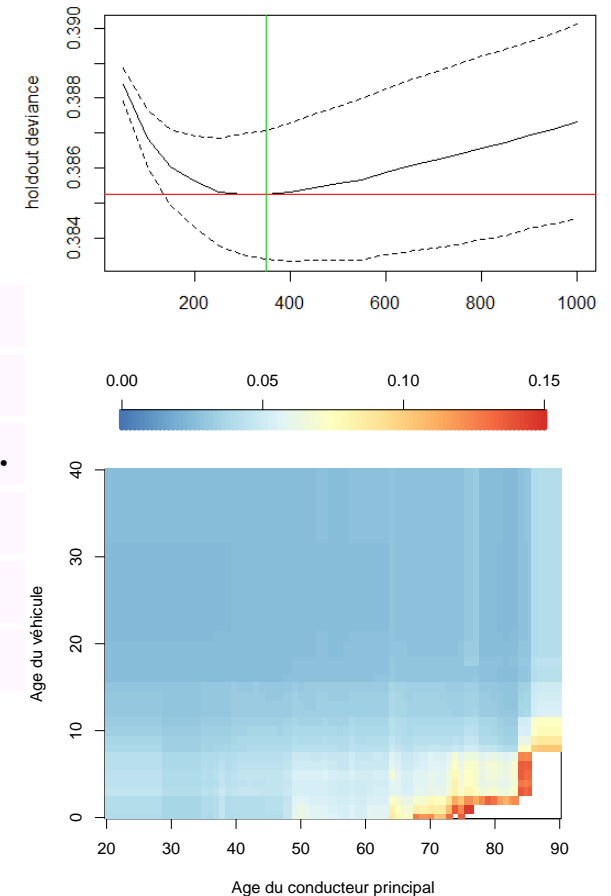 0.390
0.388
0.386
0.384
holdout deviance
200 400 600 800 1000
0.00 0.05 0.10 0.15
40
30
20
10
0
Age du véhicule
20 30 40 50 60 70 80 90
Age du conducteur principal